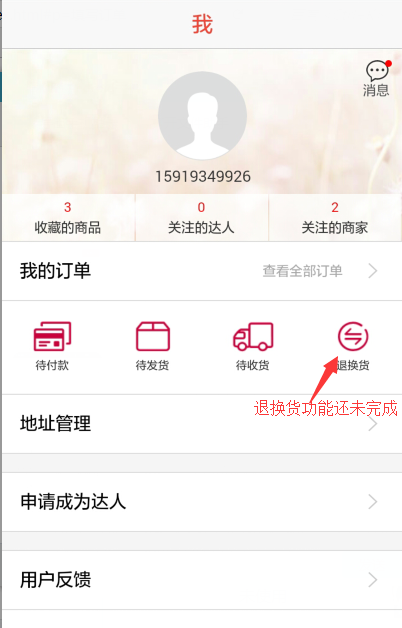 我
消息
15919349926
3 0 2
收藏的商品 关注的达人 关注的商家
我的订单 查看全部订单
待付款 待发货 待收货 退换货
退换货功能还未完成
地址管理
申请成为达人
用户反馈